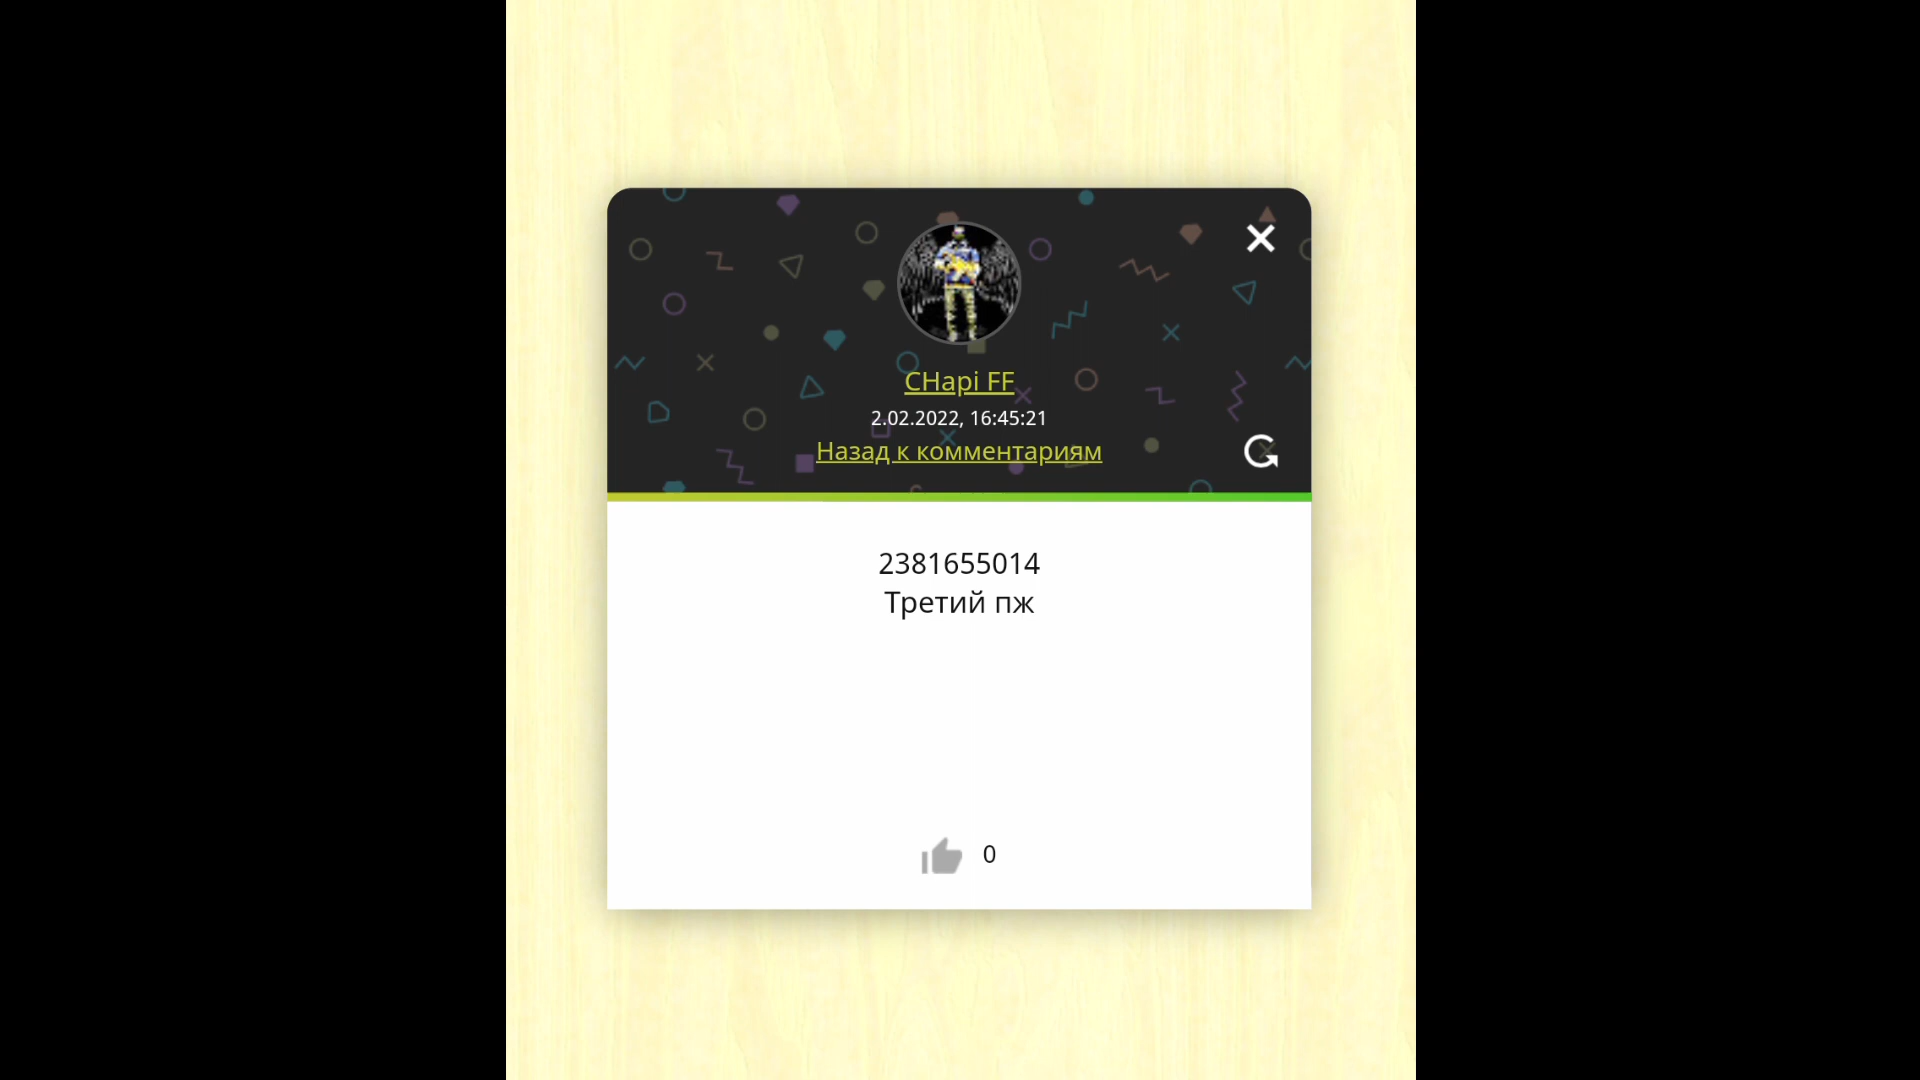 CHapi FF
2.02.2022, 16:45:21
Назад к комментариям
2381655014
Третий пж
0